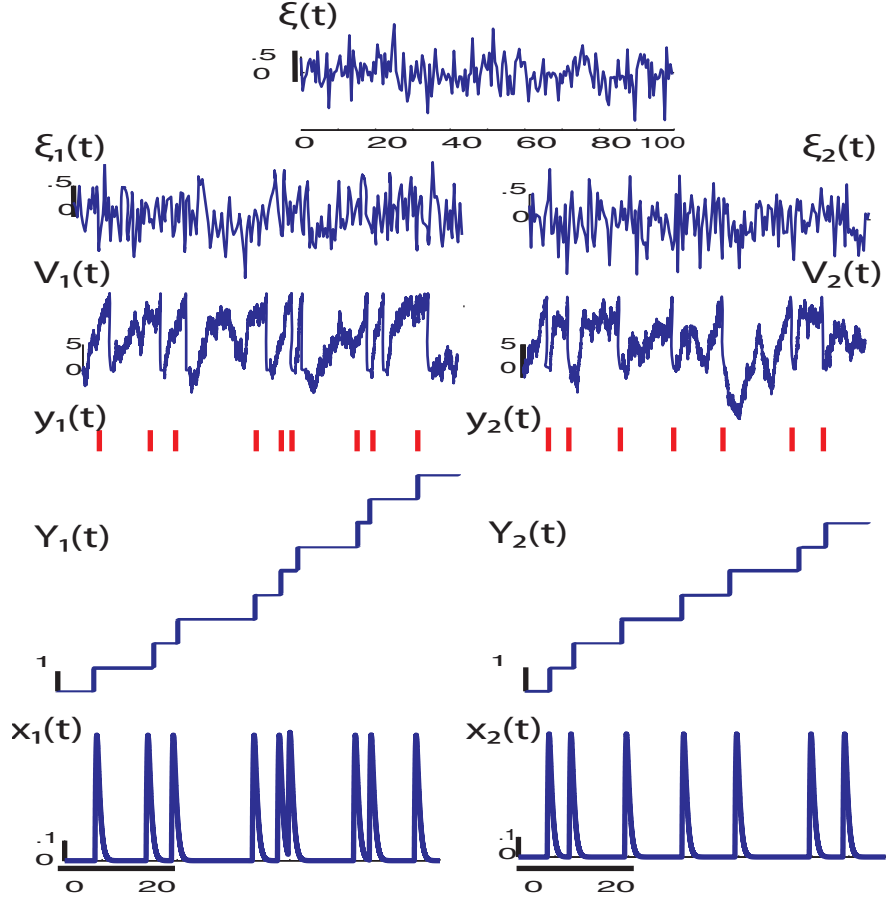 ξ(t)
.5
0
0 20 40 60 80 100
ξ₁(t) ξ₂(t)
.5 .5
0 0
V₁(t) V₂(t)
5 5
0 0
y₁(t) y₂(t)
Y₁(t) Y₂(t)
1 1
x₁(t) x₂(t)
.1 .1
0 0
0 20 0 20